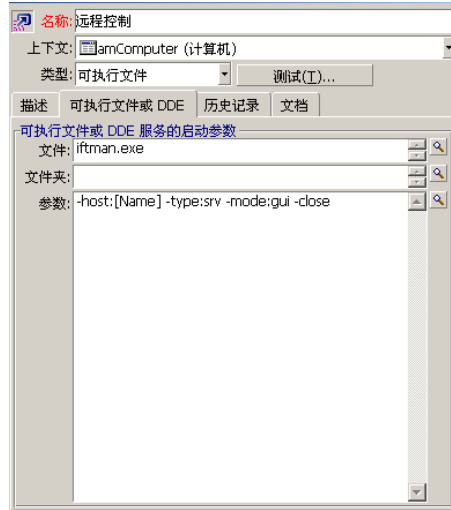 名称: 远程控制
上下文: amComputer (计算机)
类型: 可执行文件 测试(T)...
描述 可执行文件或 DDE 历史记录 文档
可执行文件或 DDE 服务的启动参数
文件: iftman.exe
文件夹:
参数: -host:[Name] -type:srv -mode:gui -close